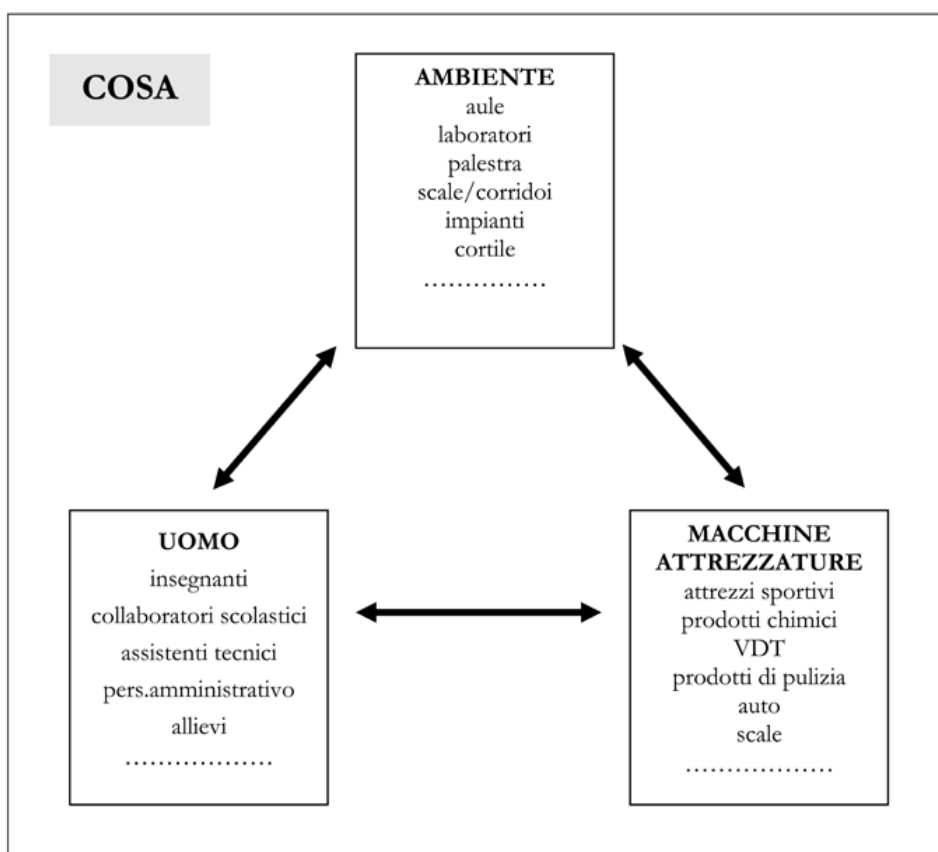 COSA
AMBIENTE
aule
laboratori
palestra
scale/corridoi
impianti
cortile
……………
UOMO
insegnanti
collaboratori scolastici
assistenti tecnici
pers.amministrativo
allievi
………………
MACCHINE
ATTREZZATURE
attrezzi sportivi
prodotti chimici
VDT
prodotti di pulizia
auto
scale
………………